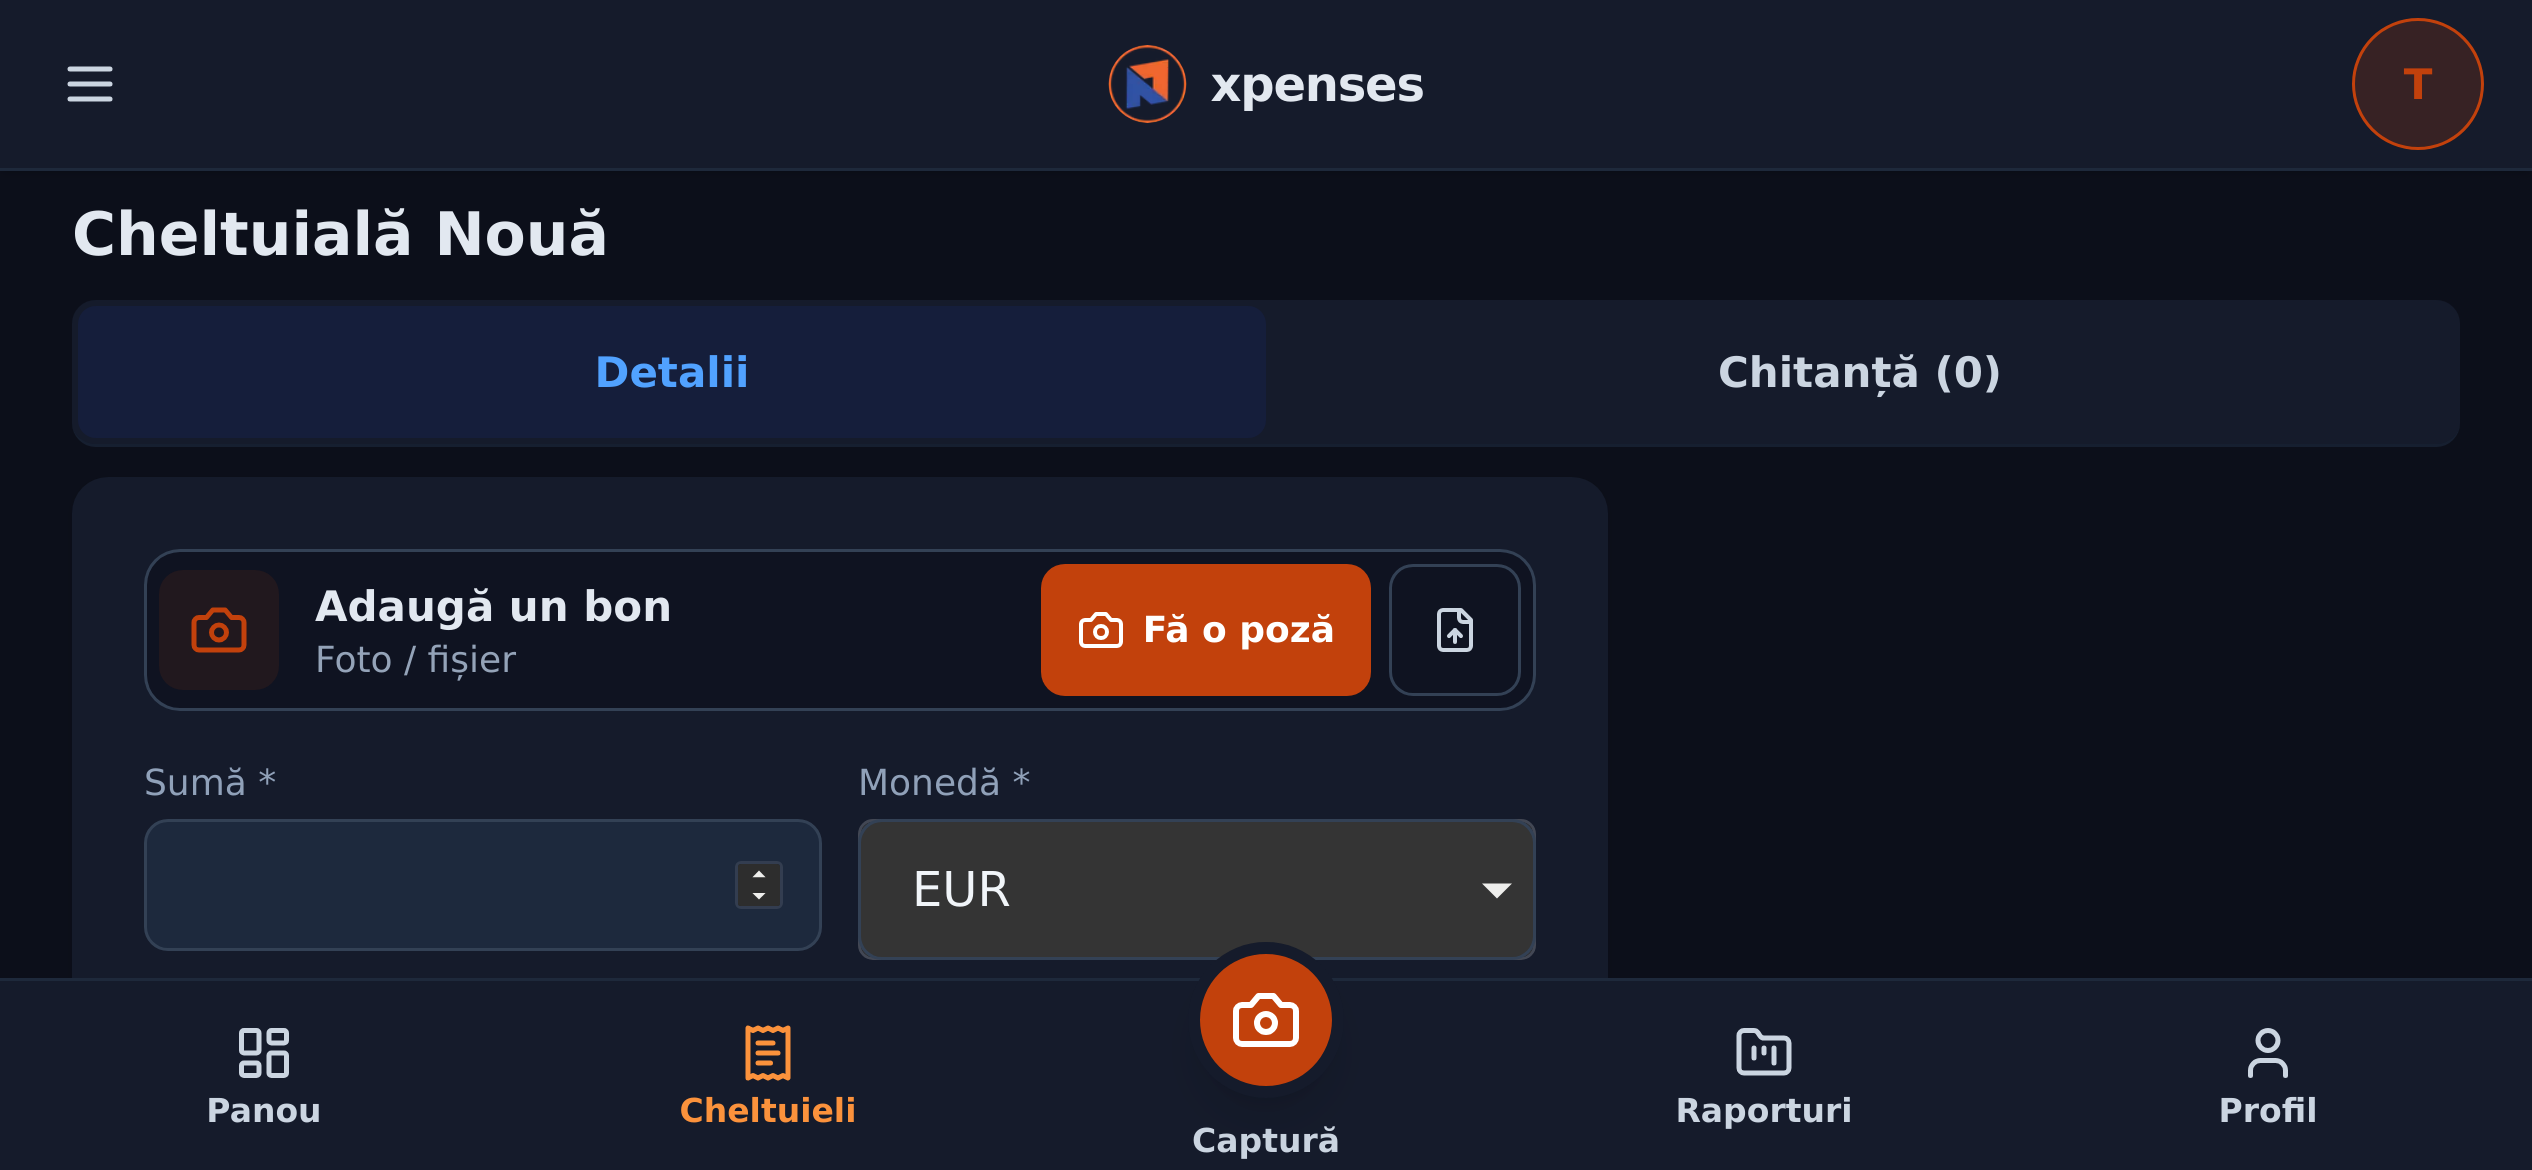 xpenses
T
Cheltuială Nouă
Detalii
Chitanță (0)
Adaugă un bon
Foto / fișier
Fă o poză
Sumă *
Monedă *
EUR
Panou
Cheltuieli
Captură
Raporturi
Profil